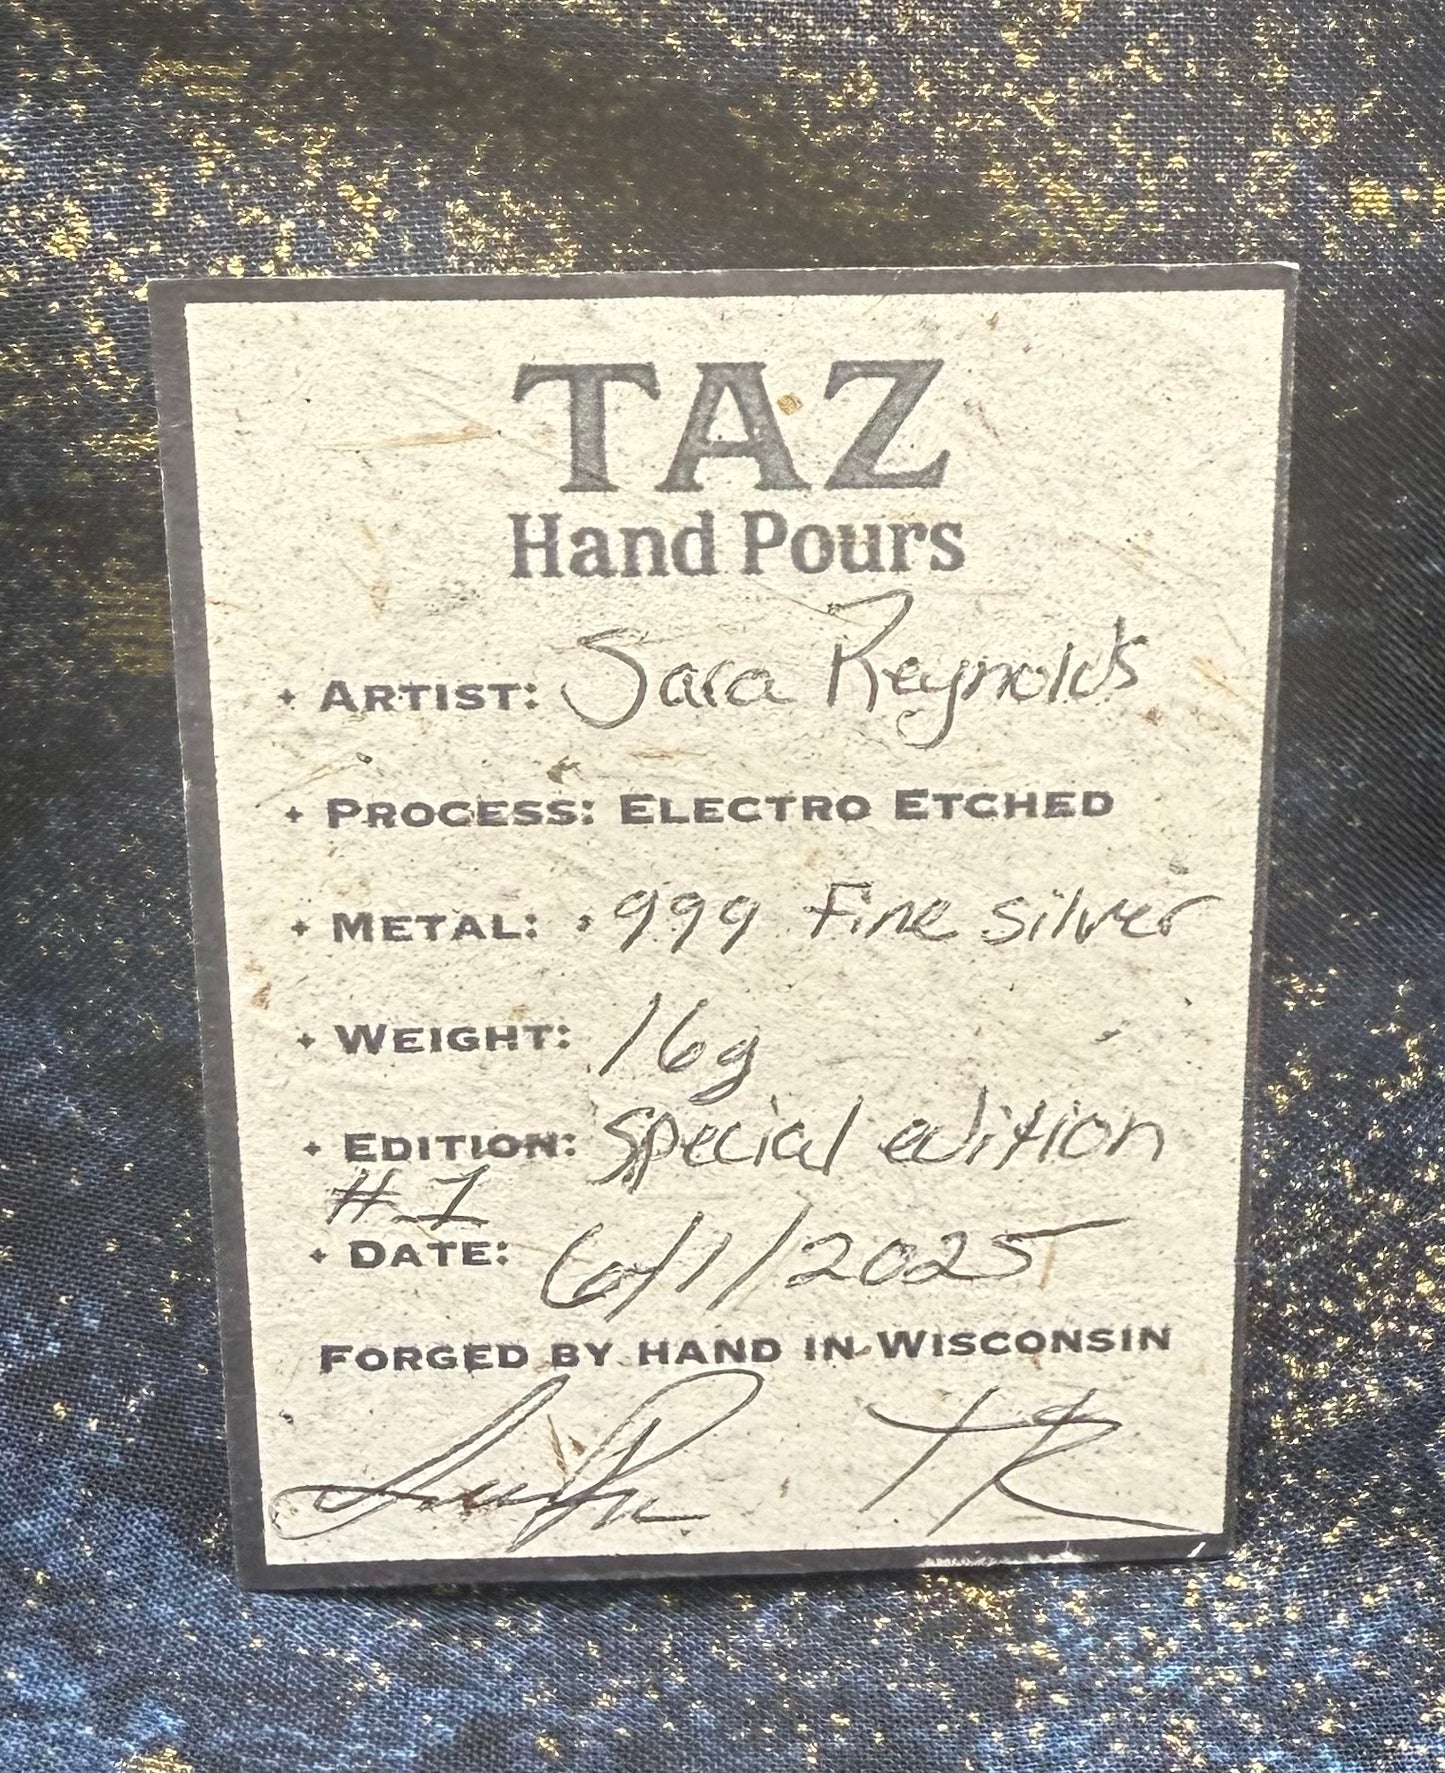 TAZ
Hand Pours
ARTIST: Sara Reynolds
PROCESS: ELECTRO ETCHED
METAL: .999 Fine silver
WEIGHT: 16g
EDITION: Special edition
#1
DATE: 6/1/2025
FORGED BY HAND IN WISCONSIN
TR